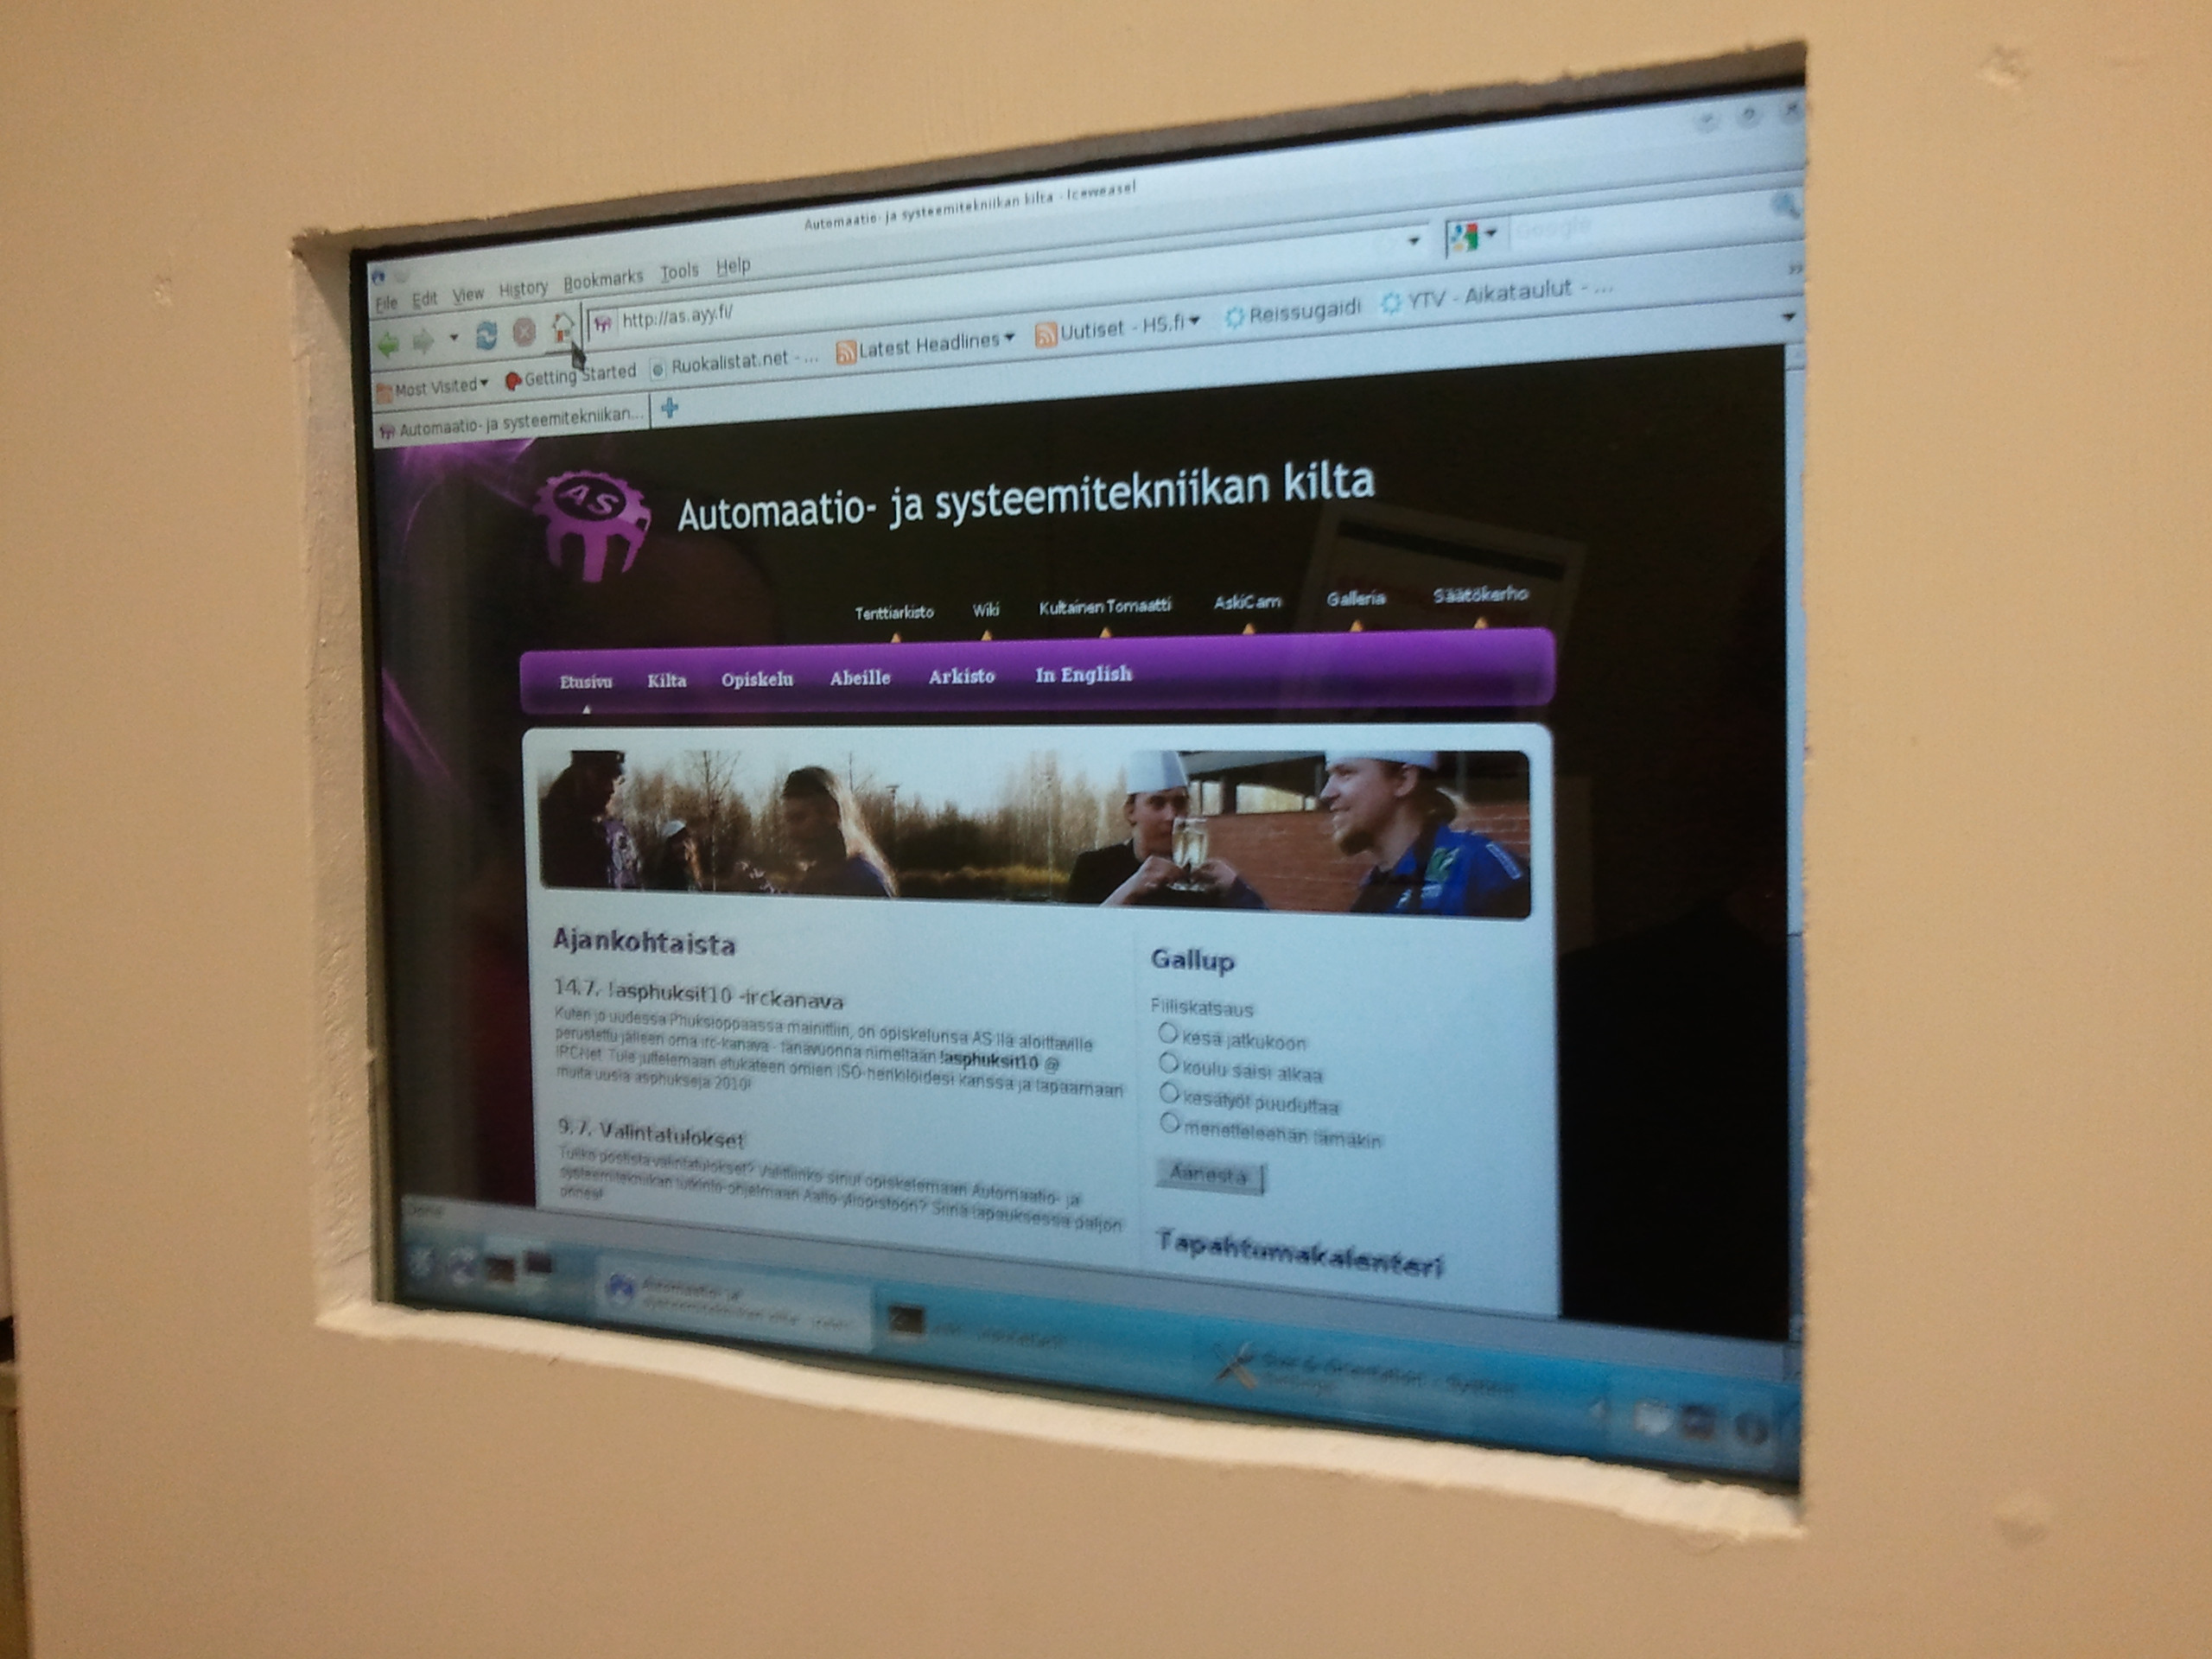 Automaatio- ja systeemitekniikan kilta - Iceweasel
File Edit View History Bookmarks Tools Help
http://as.ayy.fi/
Google
Most Visited Getting Started Ruokalistat.net - ... Latest Headlines Uutiset - HS.fi Reissugaidi YTV - Aikataulut - ...
Automaatio- ja systeemitekniikan...
AS
Automaatio- ja systeemitekniikan kilta
Tenttiarkisto Wiki Kultainen Tomaatti AskiCam Galleria Säätökerho
Etusivu Kilta Opiskelu Abeille Arkisto In English
Ajankohtaista
14.7. !asphuksit10 -irckanava
Kuten jo uudessa Phuksioppaassa mainittiin, on opiskelunsa AS:llä aloittaville
perustettu jälleen oma irc-kanava - tänävuonna nimeltään !asphuksit10 @
IRCNet. Tule juttelemaan etukäteen omien ISO-henkilöidesi kanssa ja tapaamaan
muita uusia asphukseja 2010!
9.7. Valintatulokset
Tuliko postista valintatulokset? Valittiinko sinut opiskelemaan Automaatio- ja
systeemitekniikan tutkinto-ohjelmaan Aalto-yliopistoon? Siinä tapauksessa paljon
onnea!
Gallup
Fiiliskatsaus
kesä jatkukoon
koulu saisi alkaa
kesätyöt puuduttaa
menetteleehän tämäkin
Äänestä
Tapahtumakalenteri
Done
Automaatio- ja
systeemitekniikan kilta